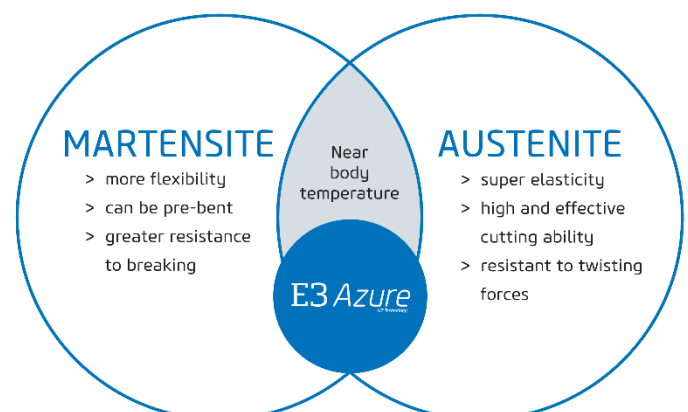 MARTENSITE
> more flexibility
> can be pre-bent
> greater resistance
to breaking
Near
body
temperature
AUSTENITE
> super elasticity
> high and effective
cutting ability
> resistant to twisting
forces
E3 Azure